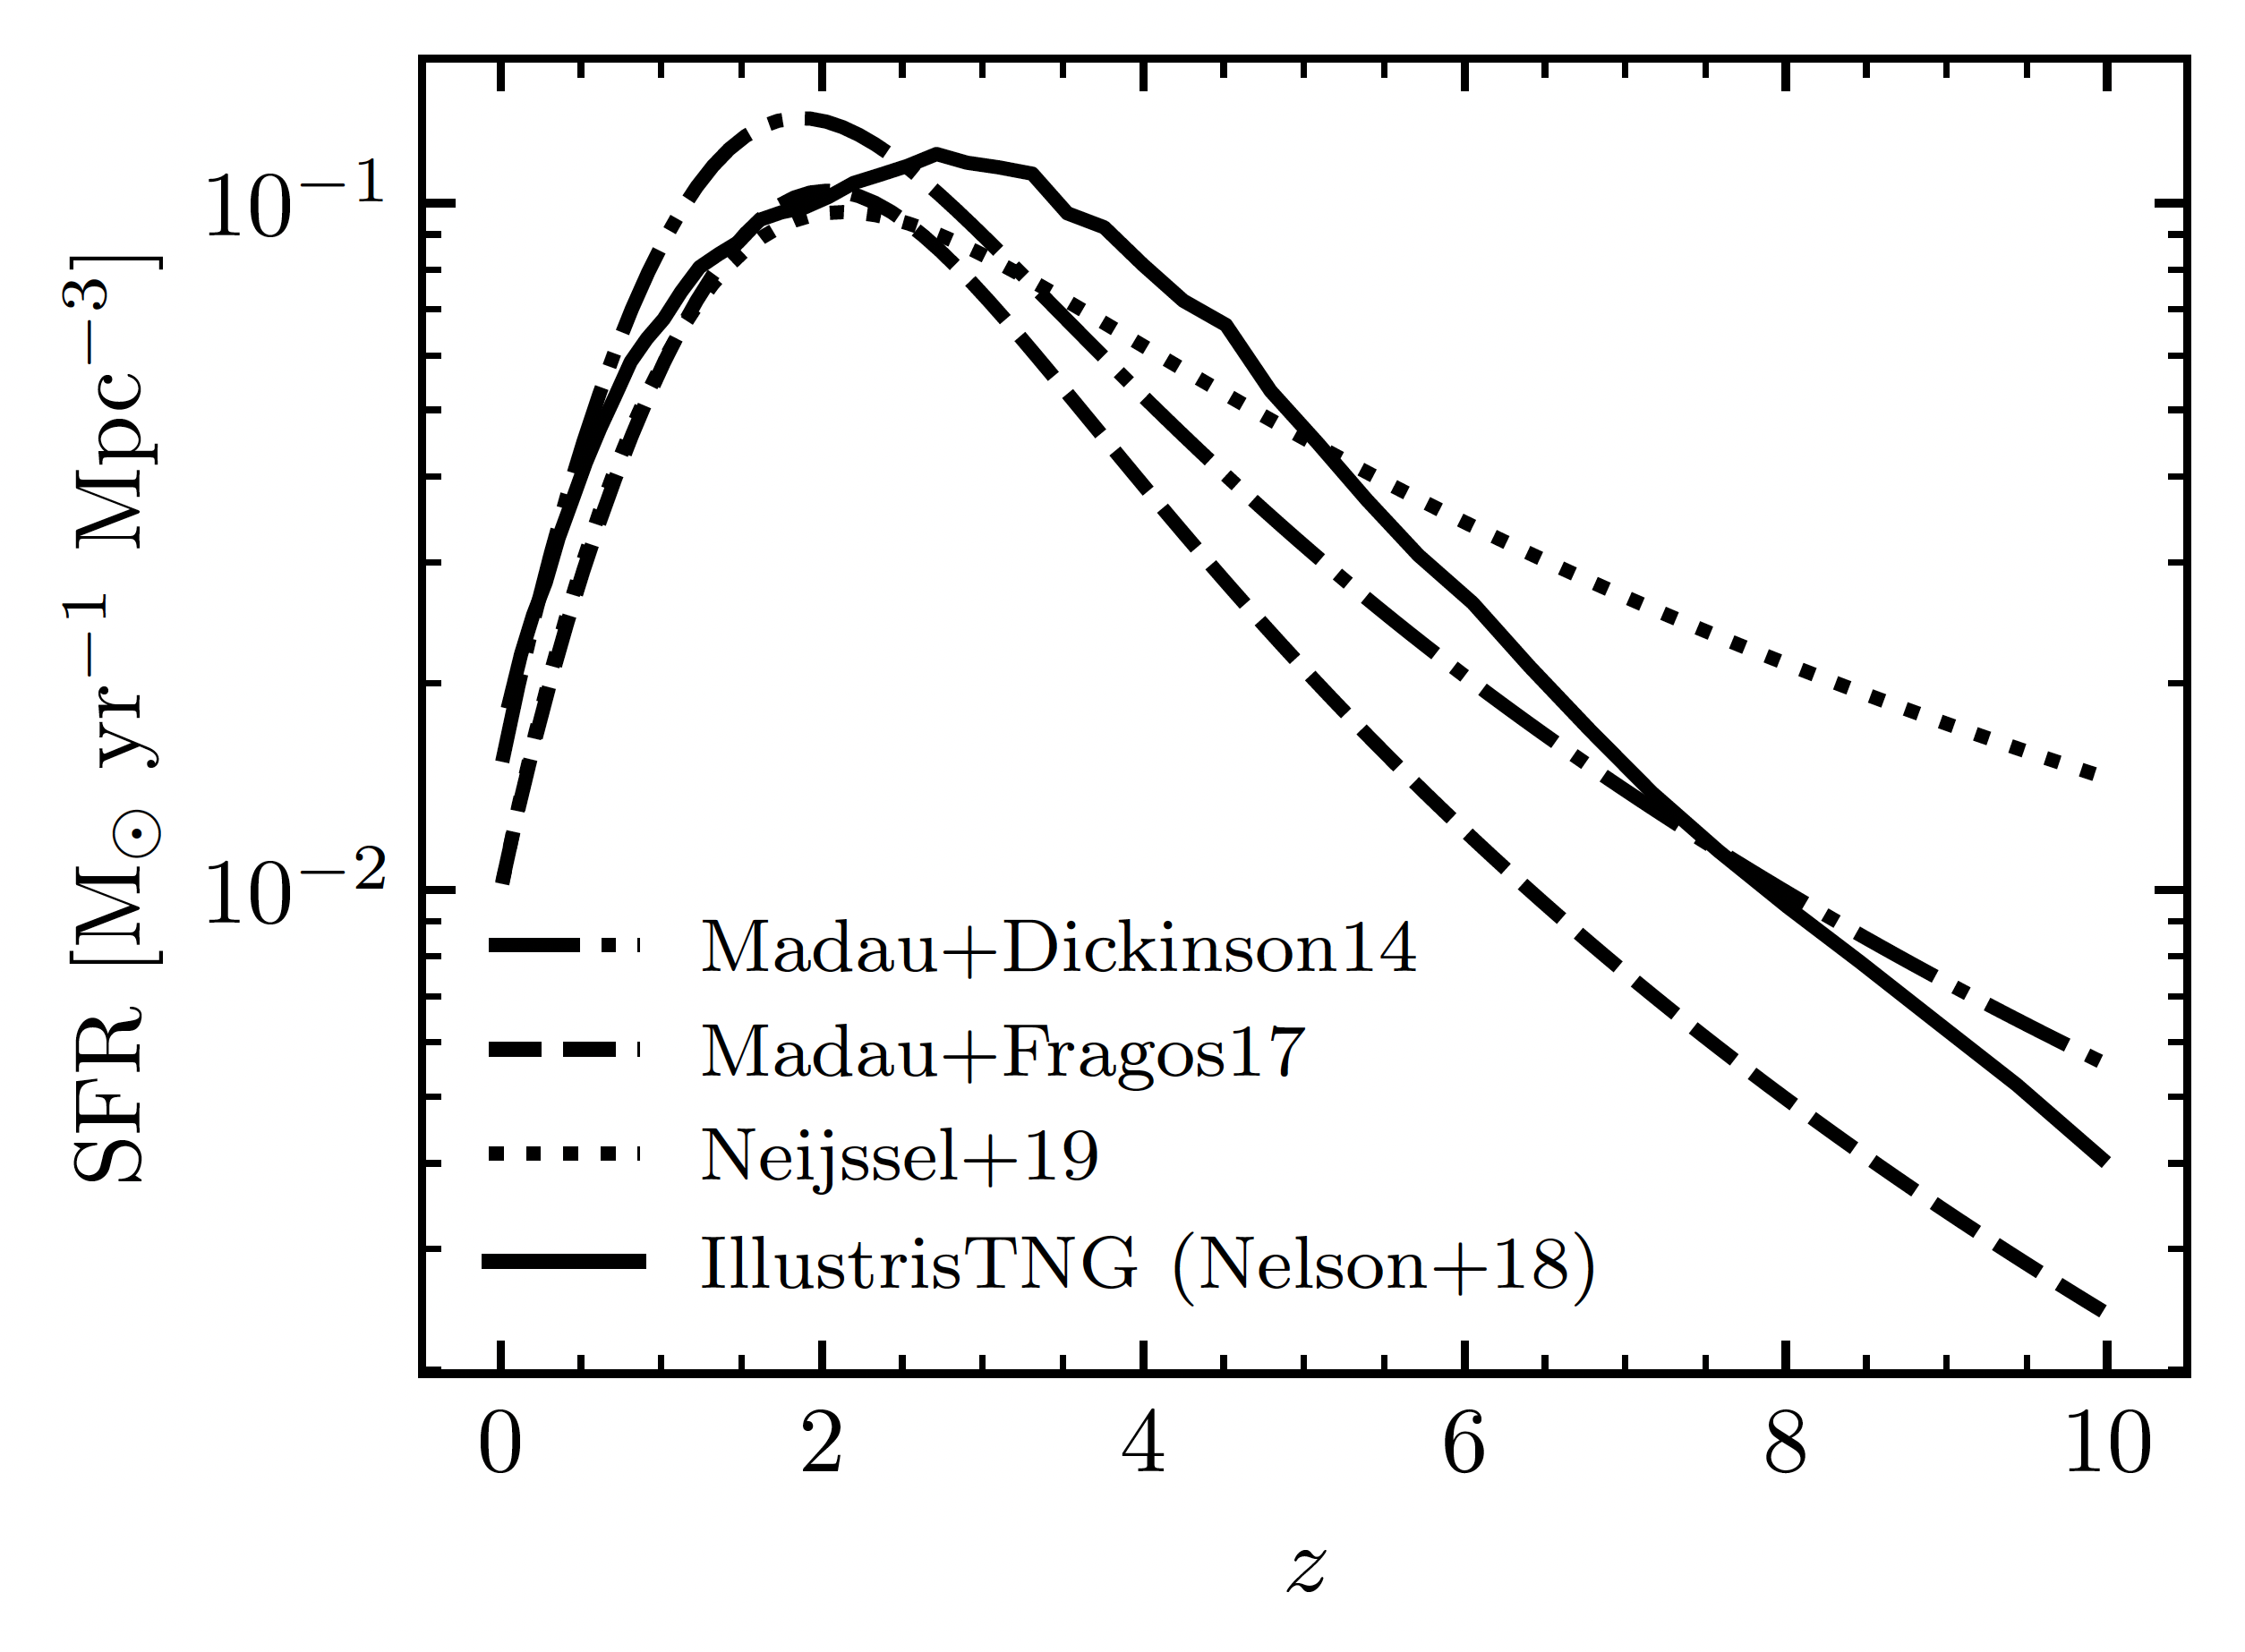 10⁻¹
10⁻²
SFR [M⊙ yr⁻¹ Mpc⁻³]
Madau+Dickinson14
Madau+Fragos17
Neijssel+19
IllustrisTNG (Nelson+18)
0 2 4 6 8 10
z